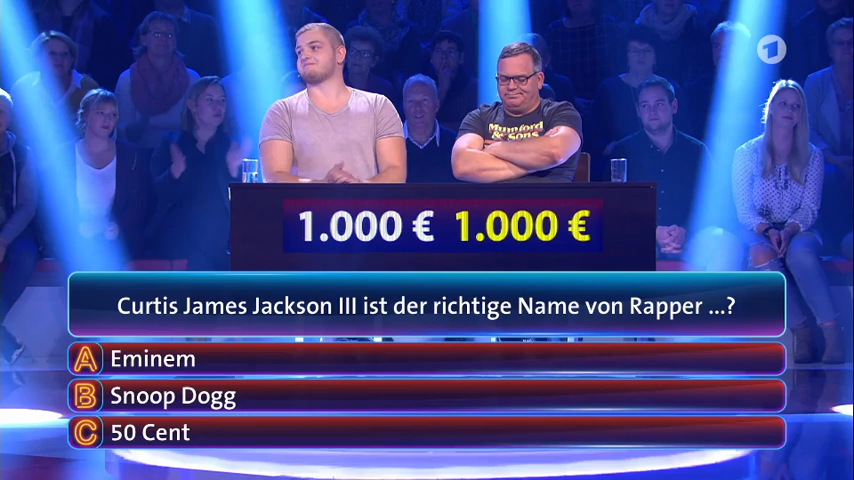 1
Mumford
& Sons
1.000 € 1.000 €
Curtis James Jackson III ist der richtige Name von Rapper ...?
A Eminem
B Snoop Dogg
C 50 Cent